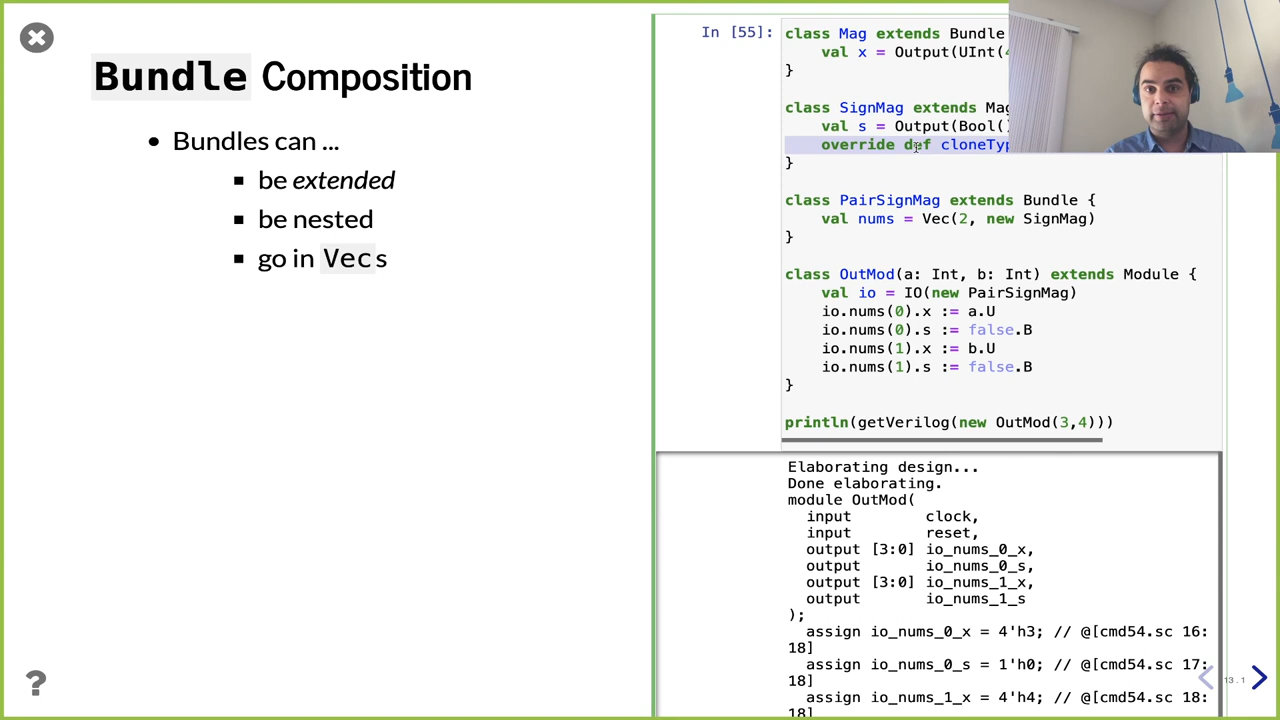 Bundle Composition
Bundles can ...
be extended
be nested
go in Vecs
In [55]:
class Mag extends Bundle
val x = Output(UInt(4
}
class SignMag extends Mag
val s = Output(Bool()
override def cloneTyp
}
class PairSignMag extends Bundle {
val nums = Vec(2, new SignMag)
}
class OutMod(a: Int, b: Int) extends Module {
val io = IO(new PairSignMag)
io.nums(0).x := a.U
io.nums(0).s := false.B
io.nums(1).x := b.U
io.nums(1).s := false.B
}
println(getVerilog(new OutMod(3,4)))
Elaborating design...
Done elaborating.
module OutMod(
input clock,
input reset,
output [3:0] io_nums_0_x,
output io_nums_0_s,
output [3:0] io_nums_1_x,
output io_nums_1_s
);
assign io_nums_0_x = 4'h3; // @[cmd54.sc 16:
18]
assign io_nums_0_s = 1'h0; // @[cmd54.sc 17:
18]
assign io_nums_1_x = 4'h4; // @[cmd54.sc 18:
18]
?
13.1